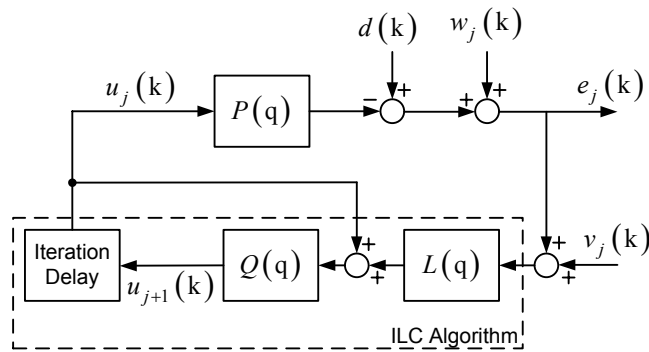 d(k)
w_j(k)
u_j(k)
P(q)
−
+
+
+
e_j(k)
Iteration
Delay
u_{j+1}(k)
Q(q)
+
+
L(q)
+
+
v_j(k)
ILC Algorithm